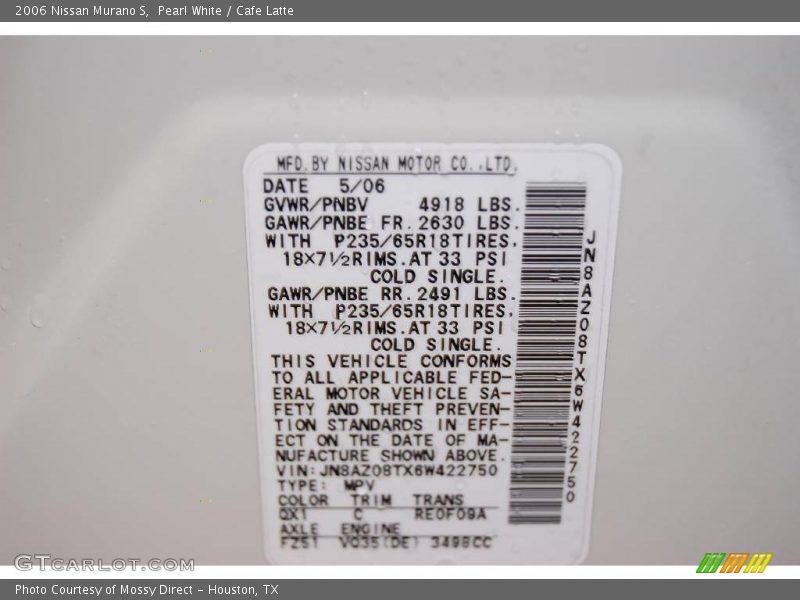 2006 Nissan Murano S, Pearl White / Cafe Latte
MFD. BY NISSAN MOTOR CO.,LTD.
DATE 5/06
GVWR/PNBV 4918 LBS.
GAWR/PNBE FR. 2630 LBS.
WITH P235/65R18TIRES.
18×7½RIMS. AT 33 PSI
COLD SINGLE.
GAWR/PNBE RR. 2491 LBS.
WITH P235/65R18TIRES.
18×7½RIMS. AT 33 PSI
COLD SINGLE.
THIS VEHICLE CONFORMS
TO ALL APPLICABLE FED-
ERAL MOTOR VEHICLE SA-
FETY AND THEFT PREVEN-
TION STANDARDS IN EFF-
ECT ON THE DATE OF MA-
NUFACTURE SHOWN ABOVE.
VIN: JN8AZ08TX6W422750
TYPE: MPV
COLOR TRIM TRANS
QX1 C RE0F09A
AXLE ENGINE
FZ51 VQ35(DE) 3498CC
JN8AZ08TX6W422750
GTcarlot.com
Photo Courtesy of Mossy Direct - Houston, TX